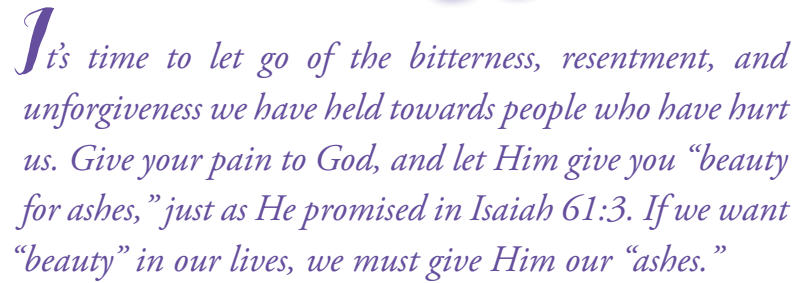 It’s time to let go of the bitterness, resentment, and
unforgiveness we have held towards people who have hurt
us. Give your pain to God, and let Him give you “beauty
for ashes,” just as He promised in Isaiah 61:3. If we want
“beauty” in our lives, we must give Him our “ashes.”